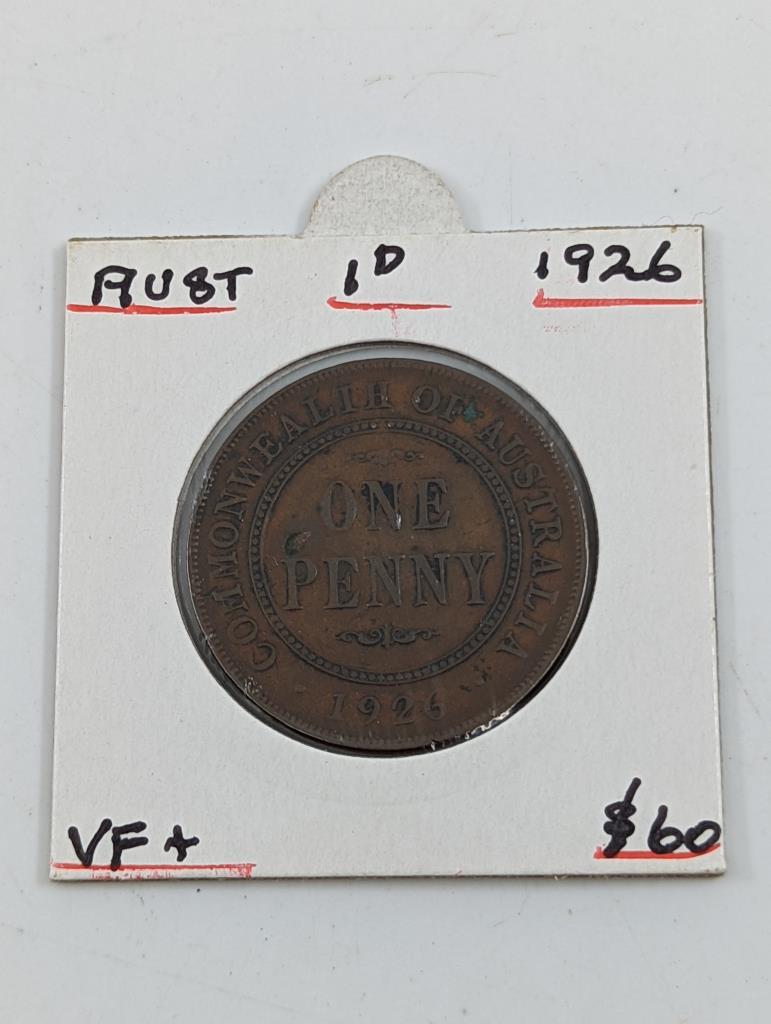 AUST 1D 1926
COMMONWEALTH OF AUSTRALIA
ONE
PENNY
1926
VF+ $60